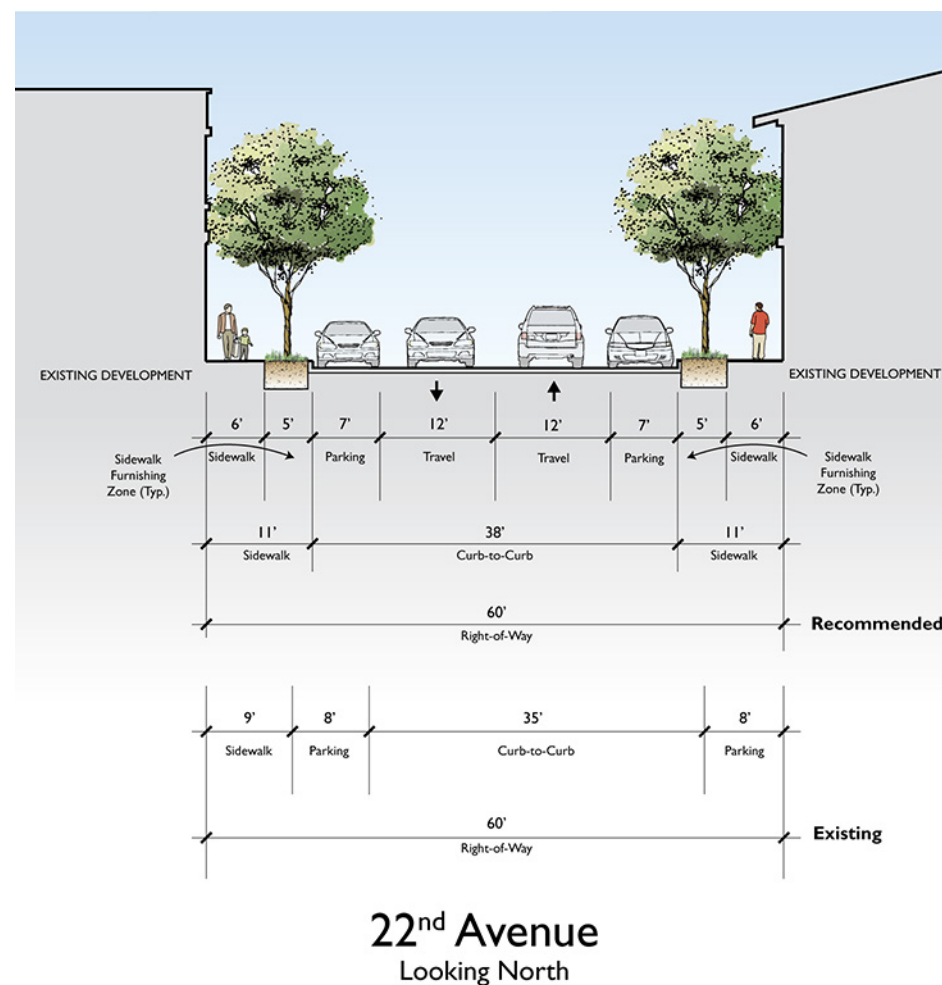 EXISTING DEVELOPMENT
EXISTING DEVELOPMENT
6’ 5’ 7’ 12’ 12’ 7’ 5’ 6’
Sidewalk
Furnishing
Zone (Typ.)
Sidewalk Parking Travel Travel Parking Sidewalk
Sidewalk
Furnishing
Zone (Typ.)
11’ 38’ 11’
Sidewalk Curb-to-Curb Sidewalk
60’
Right-of-Way
Recommended
9’ 8’ 35’ 8’
Sidewalk Parking Curb-to-Curb Parking
60’
Right-of-Way
Existing
22nd Avenue
Looking North